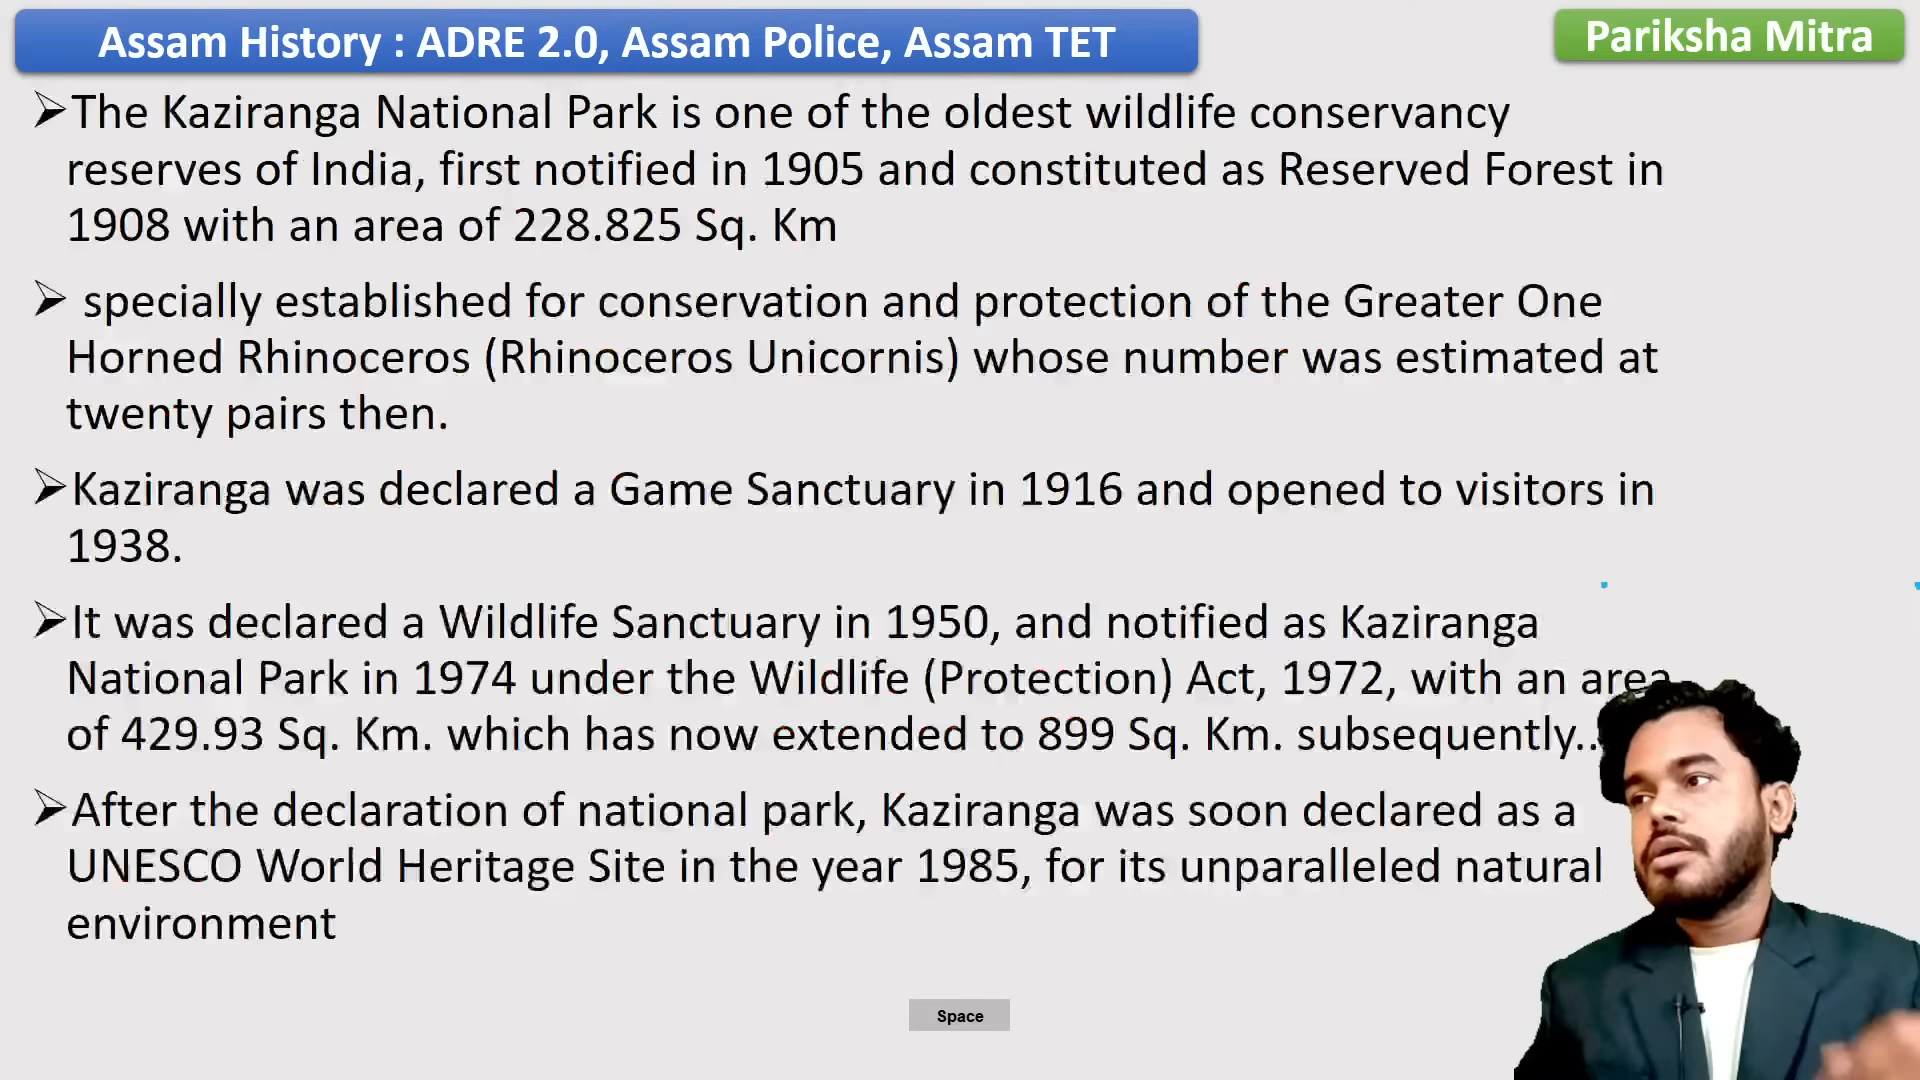 Assam History : ADRE 2.0, Assam Police, Assam TET
Pariksha Mitra
➢The Kaziranga National Park is one of the oldest wildlife conservancy
reserves of India, first notified in 1905 and constituted as Reserved Forest in
1908 with an area of 228.825 Sq. Km
➢ specially established for conservation and protection of the Greater One
Horned Rhinoceros (Rhinoceros Unicornis) whose number was estimated at
twenty pairs then.
➢Kaziranga was declared a Game Sanctuary in 1916 and opened to visitors in
1938.
➢It was declared a Wildlife Sanctuary in 1950, and notified as Kaziranga
National Park in 1974 under the Wildlife (Protection) Act, 1972, with an area
of 429.93 Sq. Km. which has now extended to 899 Sq. Km. subsequently..
➢After the declaration of national park, Kaziranga was soon declared as a
UNESCO World Heritage Site in the year 1985, for its unparalleled natural
environment
Space